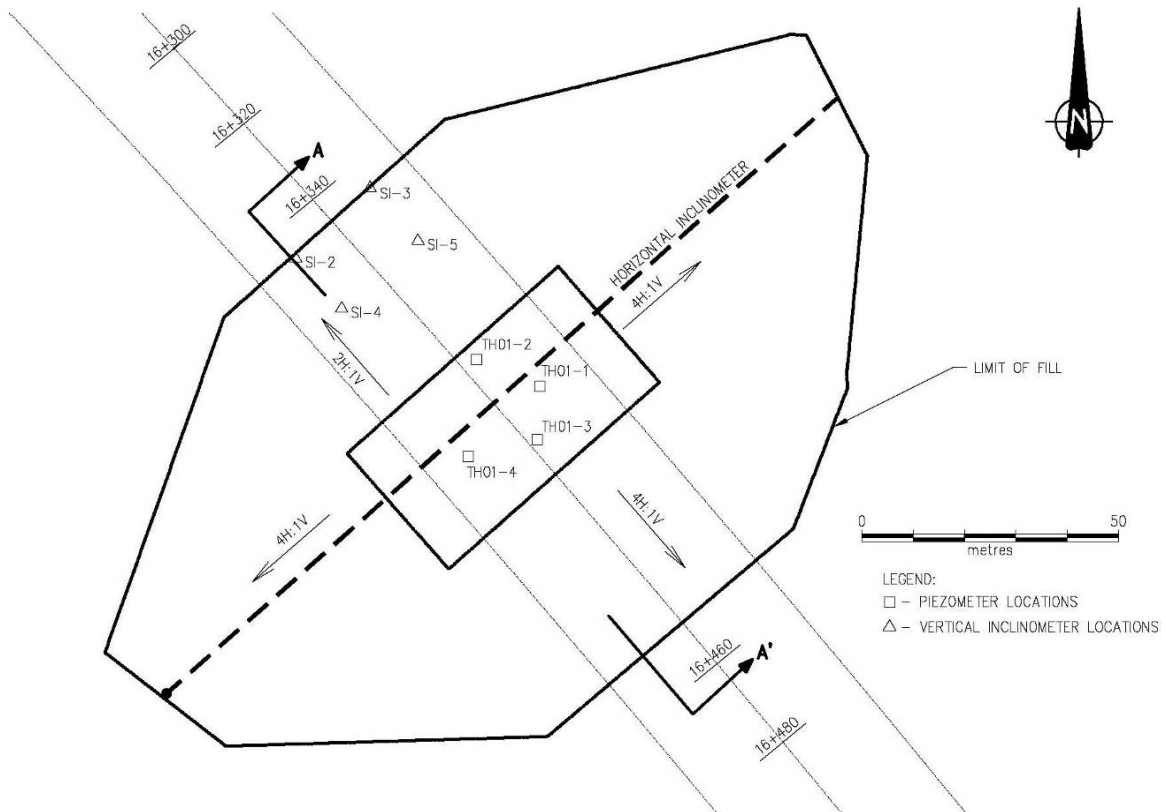 16+300
16+320
N
A
16+340
SI-3
SI-5
SI-2
SI-4
HORIZONTAL INCLINOMETER
4H:1V
2H:1V
TH01-2
TH01-1
TH01-3
TH01-4
LIMIT OF FILL
4H:1V
4H:1V
0 50
metres
LEGEND:
□ – PIEZOMETER LOCATIONS
△ – VERTICAL INCLINOMETER LOCATIONS
16+460
A'
16+480